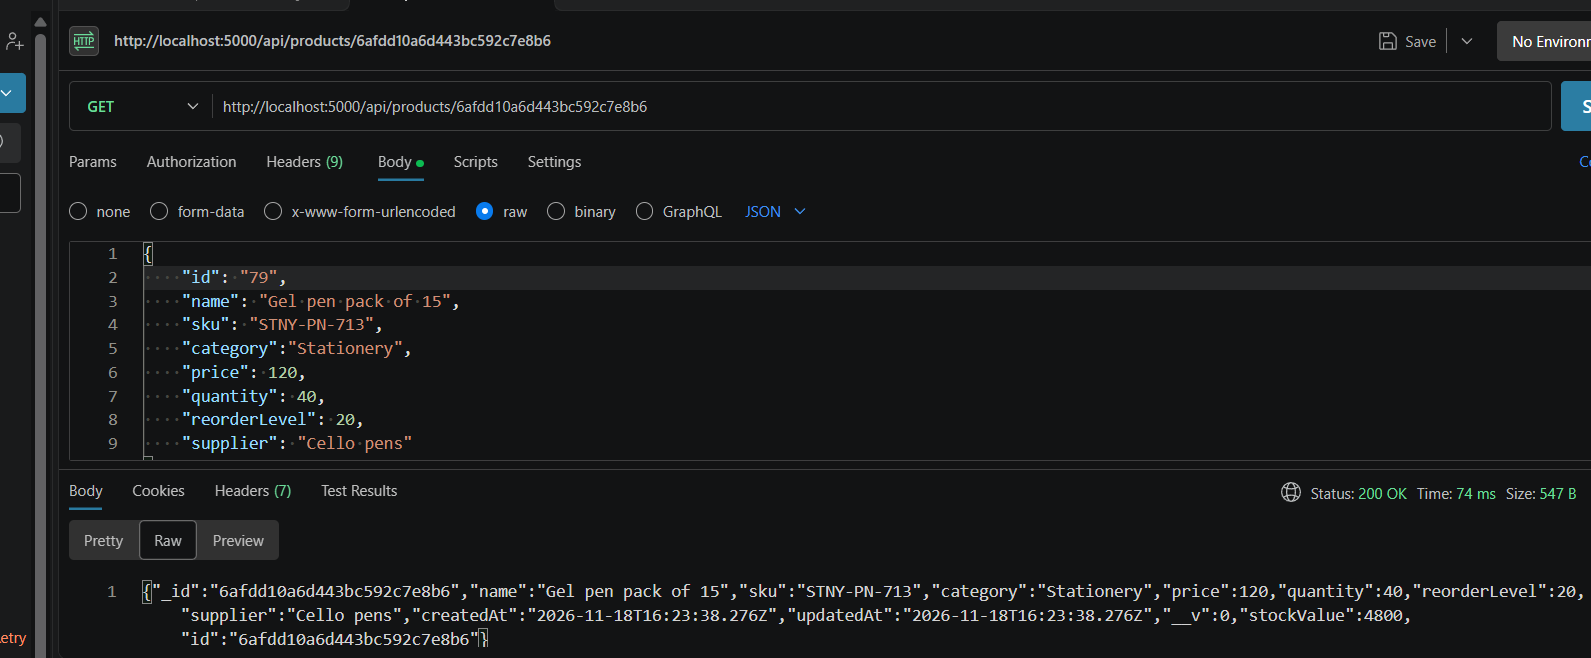 HTTP http://localhost:5000/api/products/6afdd10a6d443bc592c7e8b6 Save
GET http://localhost:5000/api/products/6afdd10a6d443bc592c7e8b6
Params Authorization Headers (9) Body Scripts Settings
none form-data x-www-form-urlencoded raw binary GraphQL JSON
1 {
2 "id": "79",
3 "name": "Gel pen pack of 15",
4 "sku": "STNY-PN-713",
5 "category":"Stationery",
6 "price": 120,
7 "quantity": 40,
8 "reorderLevel": 20,
9 "supplier": "Cello pens"
Body Cookies Headers (7) Test Results Status: 200 OK Time: 74 ms Size: 547 B
Pretty Raw Preview
1 {"_id":"6afdd10a6d443bc592c7e8b6","name":"Gel pen pack of 15","sku":"STNY-PN-713","category":"Stationery","price":120,"quantity":40,"reorderLevel":20,
"supplier":"Cello pens","createdAt":"2026-11-18T16:23:38.276Z","updatedAt":"2026-11-18T16:23:38.276Z","__v":0,"stockValue":4800,
"id":"6afdd10a6d443bc592c7e8b6"}